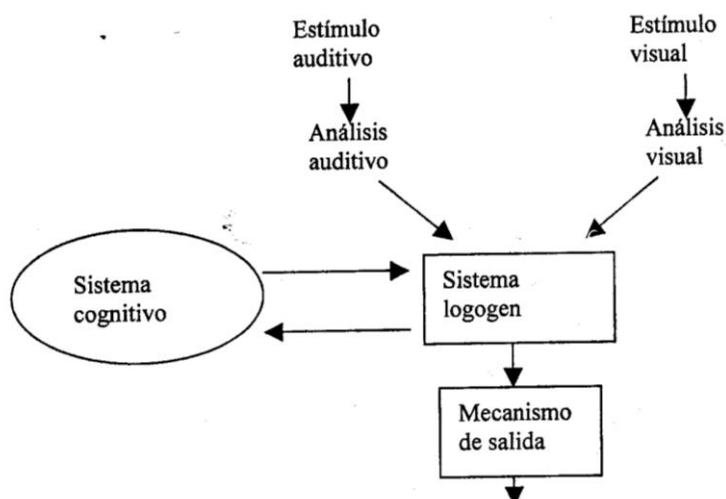 Estímulo
auditivo
Estímulo
visual
Análisis
auditivo
Análisis
visual
Sistema
cognitivo
Sistema
logogen
Mecanismo
de salida